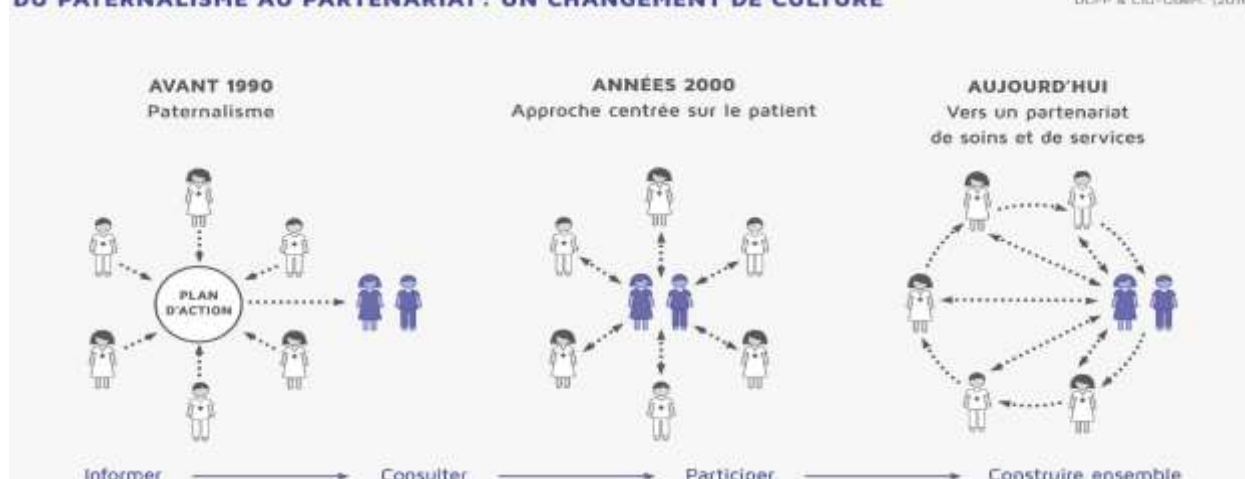 DU PATERNALISME AU PARTENARIAT: UN CHANGEMENT DE CULTURE
AVANT 1990
Paternalisme
ANNÉES 2000
Approche centrée sur le patient
AUJOURD'HUI
Vers un partenariat
de soins et de services
PLAN
D'ACTION
Informer
Consulter
Participer
Construire ensemble